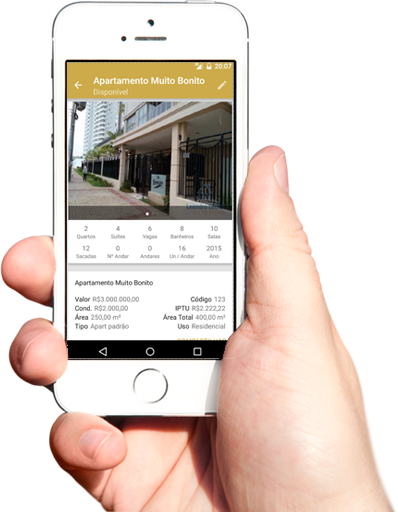 20:07
Apartamento Muito Bonito
Disponível
2 4 6 8 10
Quartos Suítes Vagas Banheiros Salas
12 0 0 16 2015
Sacadas Nº Andar Andares Un / Andar Ano
Apartamento Muito Bonito
Valor R$3.000.000,00 Código 123
Cond. R$2.000,00 IPTU R$2.222,22
Área 250,00 m² Área Total 400,00 m²
Tipo Apart padrão Uso Residencial